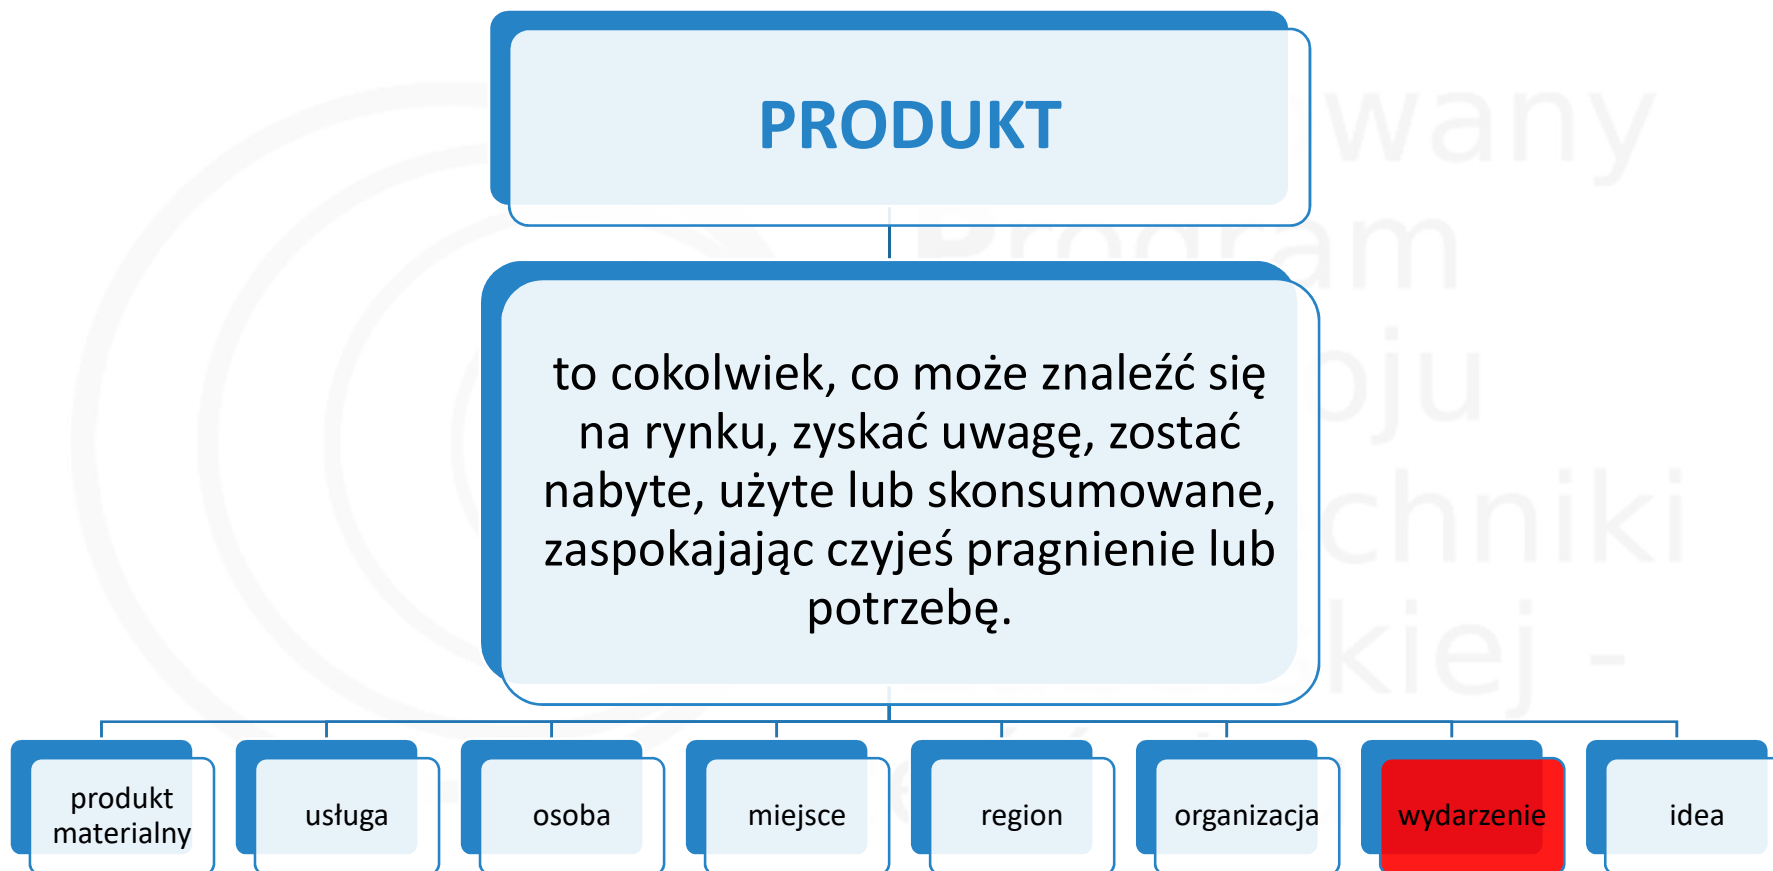 PRODUKT
to cokolwiek, co może znaleźć się
na rynku, zyskać uwagę, zostać
nabyte, użyte lub skonsumowane,
zaspokajając czyjeś pragnienie lub
potrzebę.
produkt
materialny
usługa
osoba
miejsce
region
organizacja
wydarzenie
idea